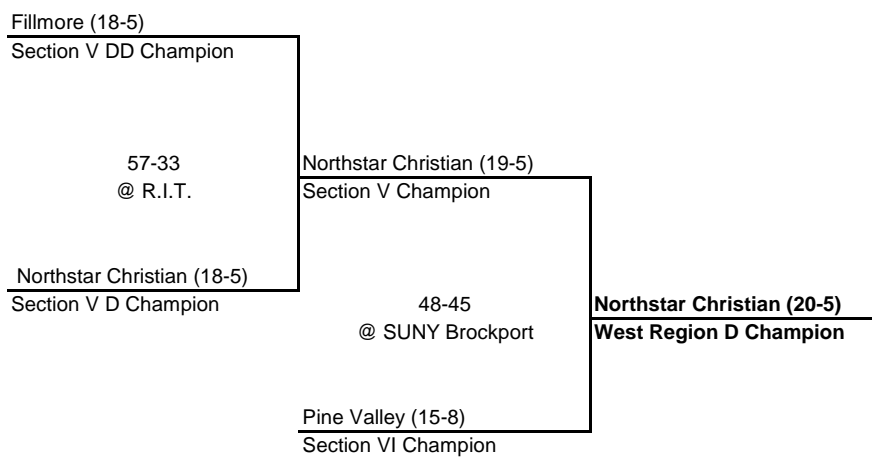 Fillmore (18-5)
Section V DD Champion
57-33
@ R.I.T.
Northstar Christian (19-5)
Section V Champion
Northstar Christian (18-5)
Section V D Champion
48-45
@ SUNY Brockport
Northstar Christian (20-5)
West Region D Champion
Pine Valley (15-8)
Section VI Champion